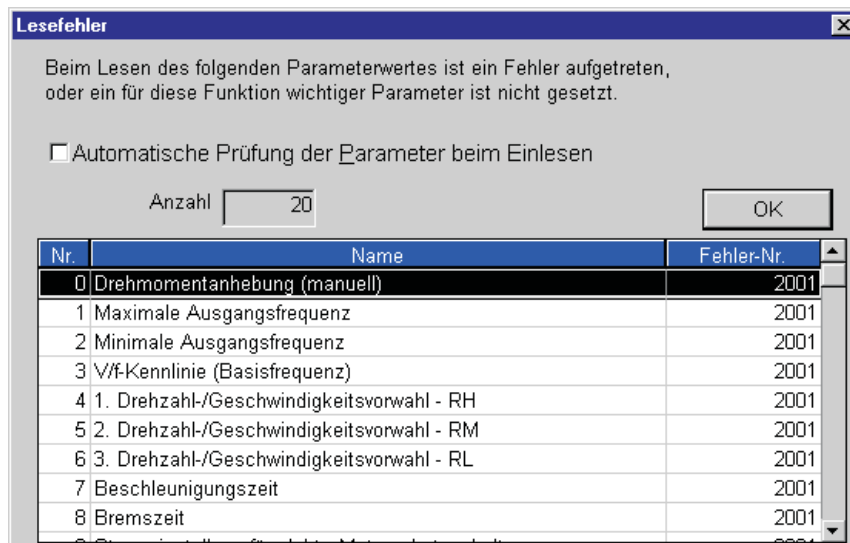 Lesefehler
Beim Lesen des folgenden Parameterwertes ist ein Fehler aufgetreten,
oder ein für diese Funktion wichtiger Parameter ist nicht gesetzt.
Automatische Prüfung der Parameter beim Einlesen
Anzahl 20
OK
Nr. Name Fehler-Nr.
0 Drehmomentanhebung (manuell) 2001
1 Maximale Ausgangsfrequenz 2001
2 Minimale Ausgangsfrequenz 2001
3 V/f-Kennlinie (Basisfrequenz) 2001
4 1. Drehzahl-/Geschwindigkeitsvorwahl - RH 2001
5 2. Drehzahl-/Geschwindigkeitsvorwahl - RM 2001
6 3. Drehzahl-/Geschwindigkeitsvorwahl - RL 2001
7 Beschleunigungszeit 2001
8 Bremszeit 2001